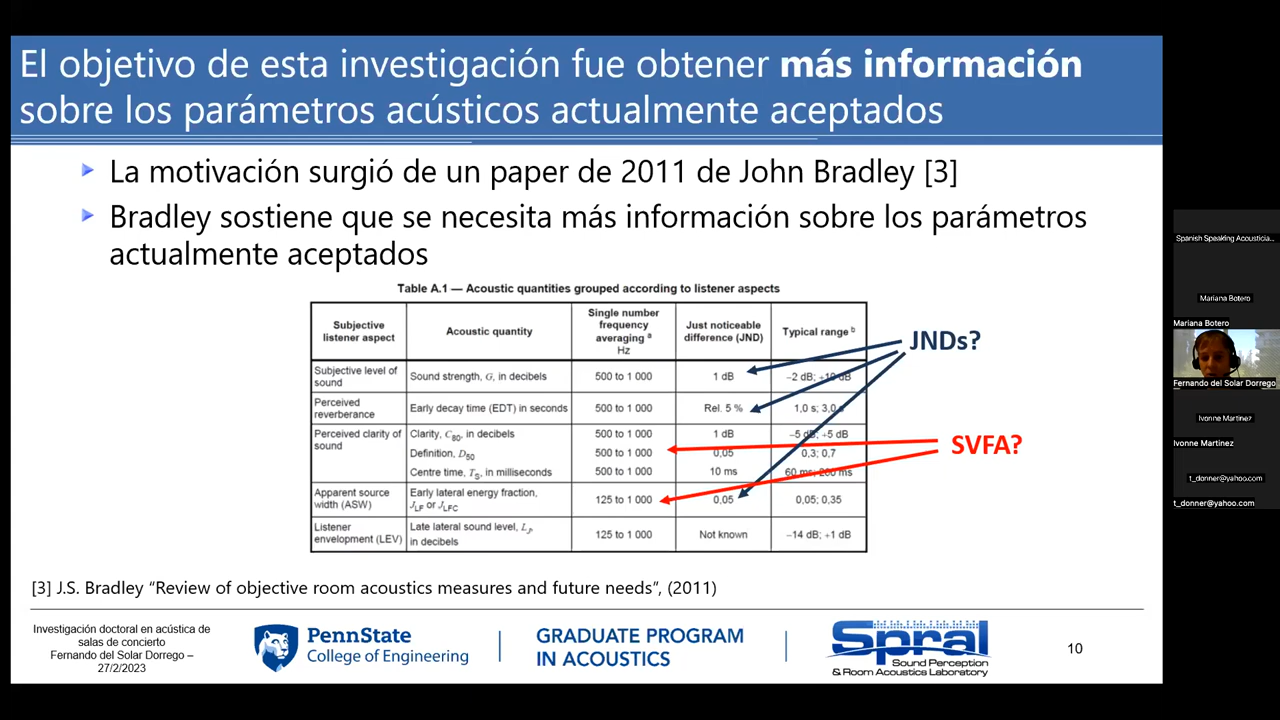 El objetivo de esta investigación fue obtener más información
sobre los parámetros acústicos actualmente aceptados
La motivación surgió de un paper de 2011 de John Bradley [3]
Bradley sostiene que se necesita más información sobre los parámetros
actualmente aceptados
Table A.1 — Acoustic quantities grouped according to listener aspects
Subjective
listener aspect
Acoustic quantity
Single number
frequency
averaging a
Hz
Just noticeable
difference (JND)
Typical range b
Subjective level of
sound
Sound strength, G, in decibels
500 to 1 000
1 dB
−2 dB; +10 dB
Perceived
reverberance
Early decay time (EDT) in seconds
500 to 1 000
Rel. 5 %
1,0 s; 3,0 s
Perceived clarity of
sound
Clarity, C80, in decibels
500 to 1 000
1 dB
−5 dB; +5 dB
Definition, D50
500 to 1 000
0,05
0,3; 0,7
Centre time, TS, in milliseconds
500 to 1 000
10 ms
60 ms; 260 ms
Apparent source
width (ASW)
Early lateral energy fraction,
JLF or JLFC
125 to 1 000
0,05
0,05; 0,35
Listener
envelopment (LEV)
Late lateral sound level, LJ,
in decibels
125 to 1 000
Not known
−14 dB; +1 dB
JNDs?
SVFA?
[3] J.S. Bradley “Review of objective room acoustics measures and future needs”, (2011)
Investigación doctoral en acústica de
salas de concierto
Fernando del Solar Dorrego –
27/2/2023
PennState
College of Engineering
GRADUATE PROGRAM
IN ACOUSTICS
Spral
Sound Perception
& Room Acoustics Laboratory
10
Spanish Speaking Acousticia...
Mariana Botero
Mariana Botero
Fernando del Solar Dorrego
Ivonne Martinez
Ivonne Martinez
t_donner@yahoo.com
t_donner@yahoo.com